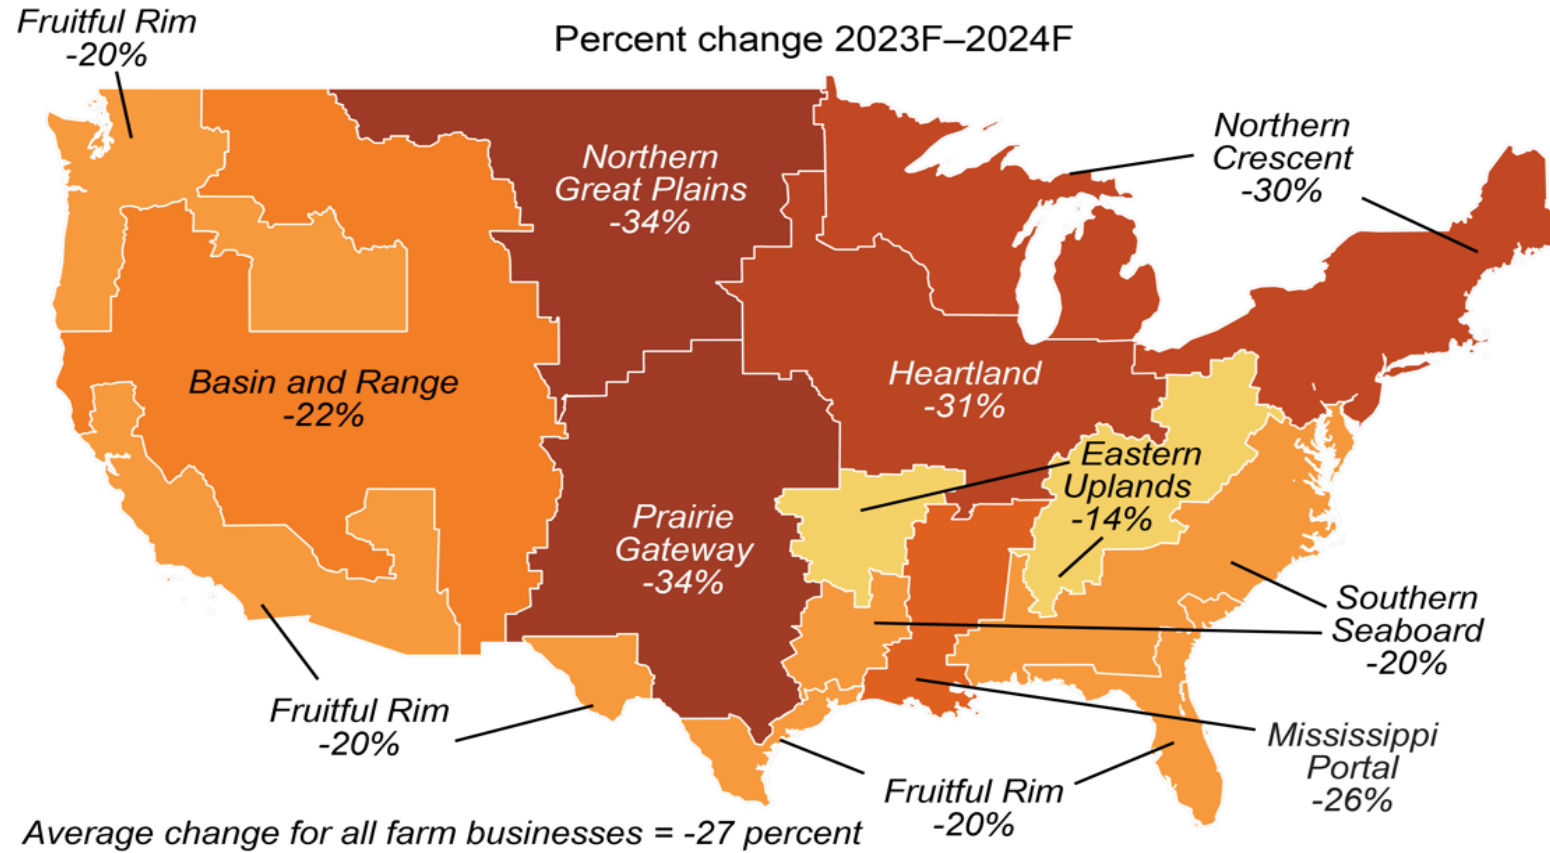 Fruitful Rim
-20%
Percent change 2023F–2024F
Northern
Crescent
-30%
Northern
Great Plains
-34%
Basin and Range
-22%
Heartland
-31%
Eastern
Uplands
-14%
Prairie
Gateway
-34%
Southern
Seaboard
-20%
Fruitful Rim
-20%
Mississippi
Portal
-26%
Fruitful Rim
-20%
Average change for all farm businesses = -27 percent